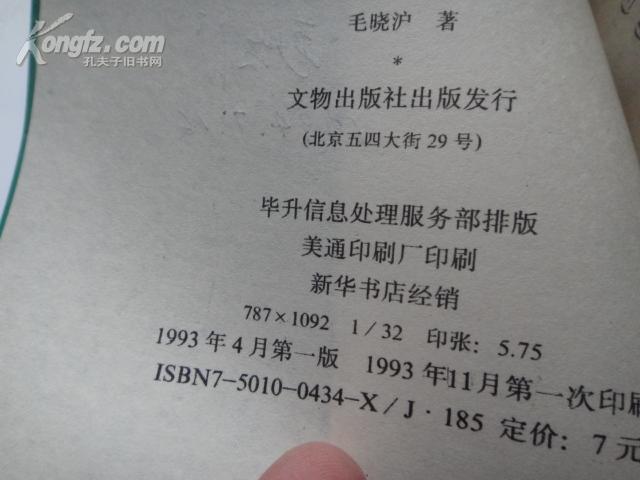 Kongfz.com
孔夫子旧书网
毛晓沪 著
*
文物出版社出版发行
(北京五四大街29号)
毕升信息处理服务部排版
美通印刷厂印刷
新华书店经销
787×1092 1/32 印张：5.75
1993年4月第一版 1993年11月第一次印刷
ISBN7-5010-0434-X/J·185 定价：7元